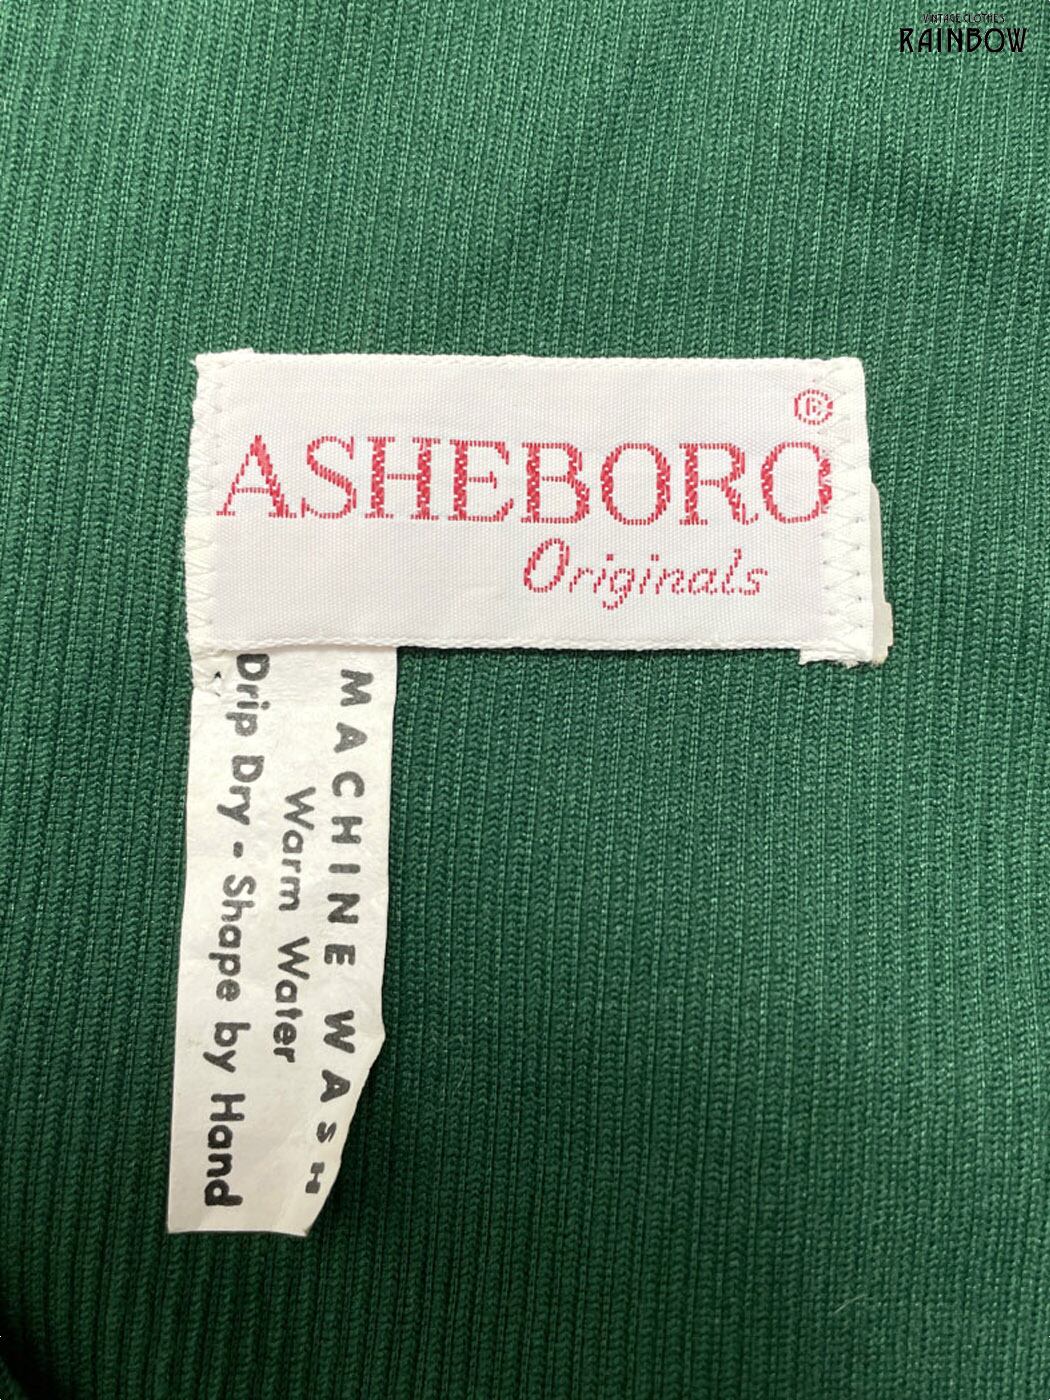 VINTAGE CLOTHES
RAINBOW
®
ASHEBORO
Originals
MACHINE WASH
Warm Water
Drip Dry - Shape by Hand